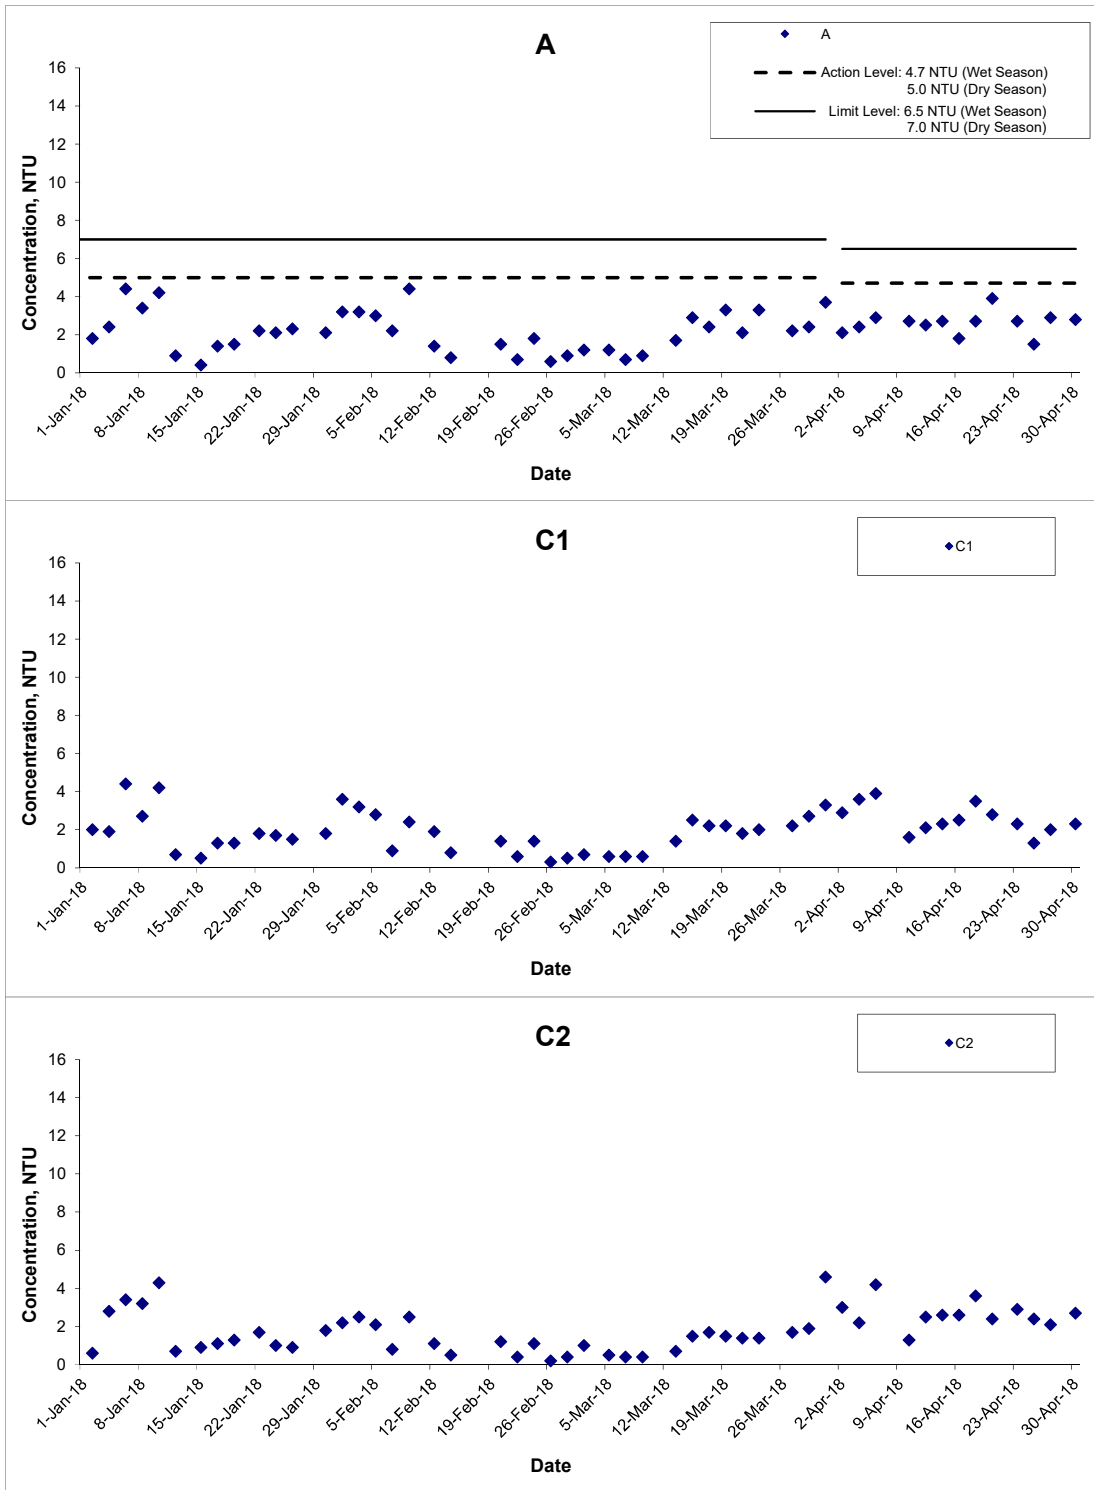 A
A
Action Level: 4.7 NTU (Wet Season)
5.0 NTU (Dry Season)
Limit Level: 6.5 NTU (Wet Season)
7.0 NTU (Dry Season)
Concentration, NTU
16
14
12
10
8
6
4
2
0
1-Jan-18
8-Jan-18
15-Jan-18
22-Jan-18
29-Jan-18
5-Feb-18
12-Feb-18
19-Feb-18
26-Feb-18
5-Mar-18
12-Mar-18
19-Mar-18
26-Mar-18
2-Apr-18
9-Apr-18
16-Apr-18
23-Apr-18
30-Apr-18
Date
C1
C1
Concentration, NTU
16
14
12
10
8
6
4
2
0
1-Jan-18
8-Jan-18
15-Jan-18
22-Jan-18
29-Jan-18
5-Feb-18
12-Feb-18
19-Feb-18
26-Feb-18
5-Mar-18
12-Mar-18
19-Mar-18
26-Mar-18
2-Apr-18
9-Apr-18
16-Apr-18
23-Apr-18
30-Apr-18
Date
C2
C2
Concentration, NTU
16
14
12
10
8
6
4
2
0
1-Jan-18
8-Jan-18
15-Jan-18
22-Jan-18
29-Jan-18
5-Feb-18
12-Feb-18
19-Feb-18
26-Feb-18
5-Mar-18
12-Mar-18
19-Mar-18
26-Mar-18
2-Apr-18
9-Apr-18
16-Apr-18
23-Apr-18
30-Apr-18
Date